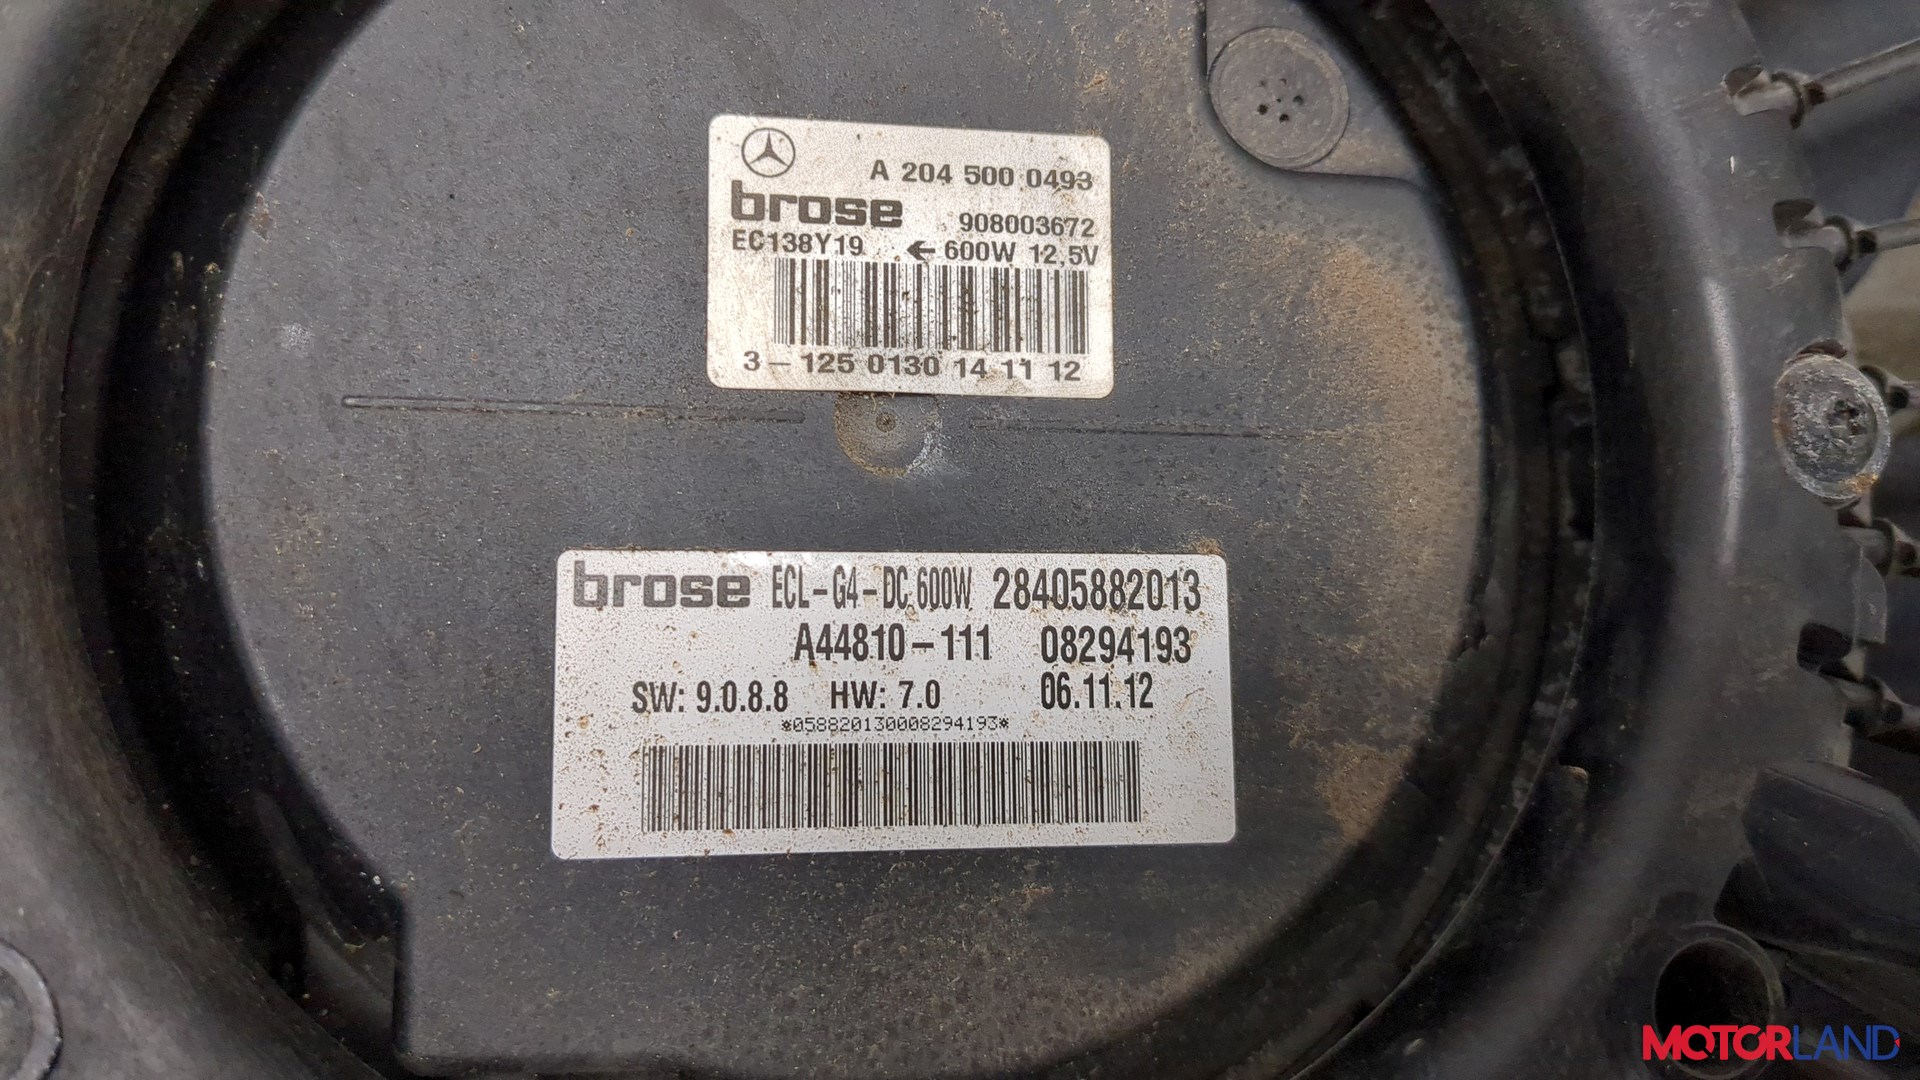 A 204 500 0493
brose 908003672
EC138Y19 ← 600W 12,5V
3-125 0130 14 11 12
brose ECL-G4-DC 600W 28405882013
A44810-111 08294193
SW: 9.0.8.8 HW: 7.0 06.11.12
*058820130008294193*
MOTORLAND